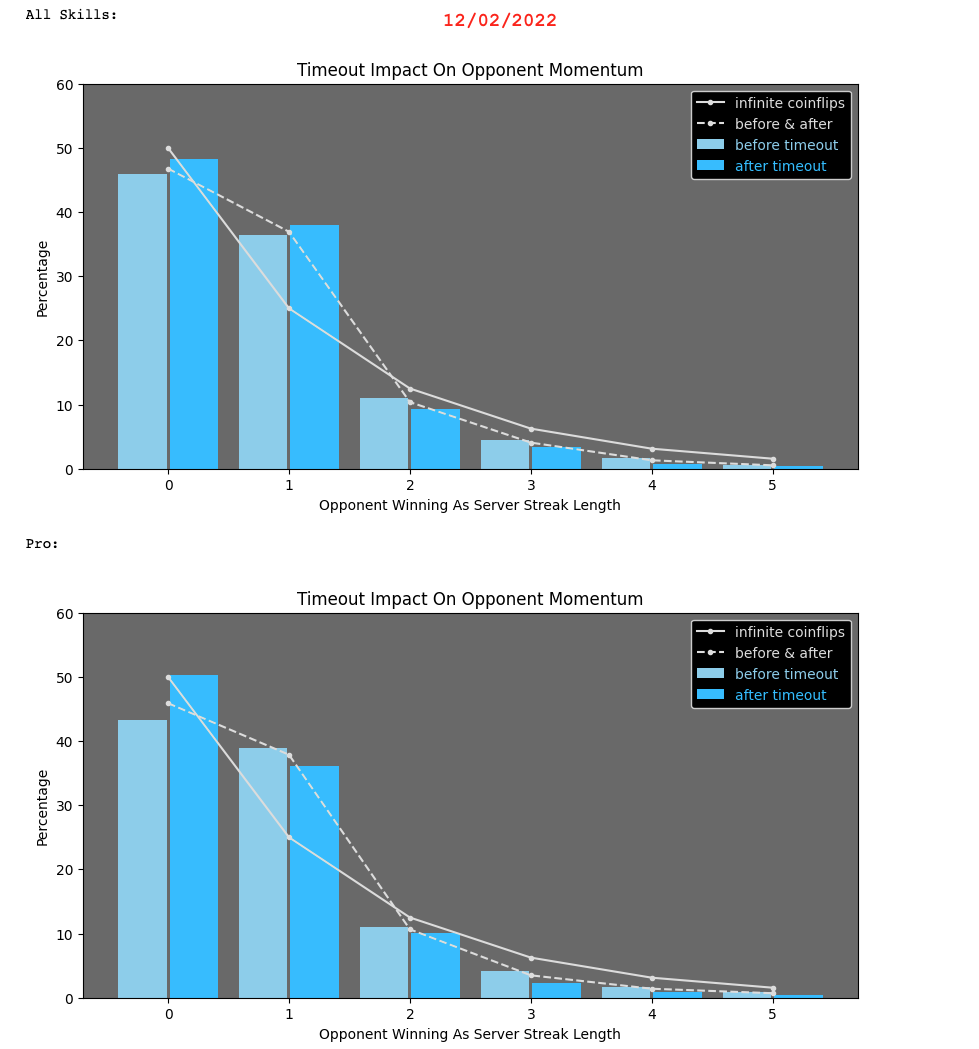 All Skills:
12/02/2022
Timeout Impact On Opponent Momentum
60
50
40
30
20
10
0
Percentage
infinite coinflips
before & after
before timeout
after timeout
0 1 2 3 4 5
Opponent Winning As Server Streak Length
Pro:
Timeout Impact On Opponent Momentum
60
50
40
30
20
10
0
Percentage
infinite coinflips
before & after
before timeout
after timeout
0 1 2 3 4 5
Opponent Winning As Server Streak Length